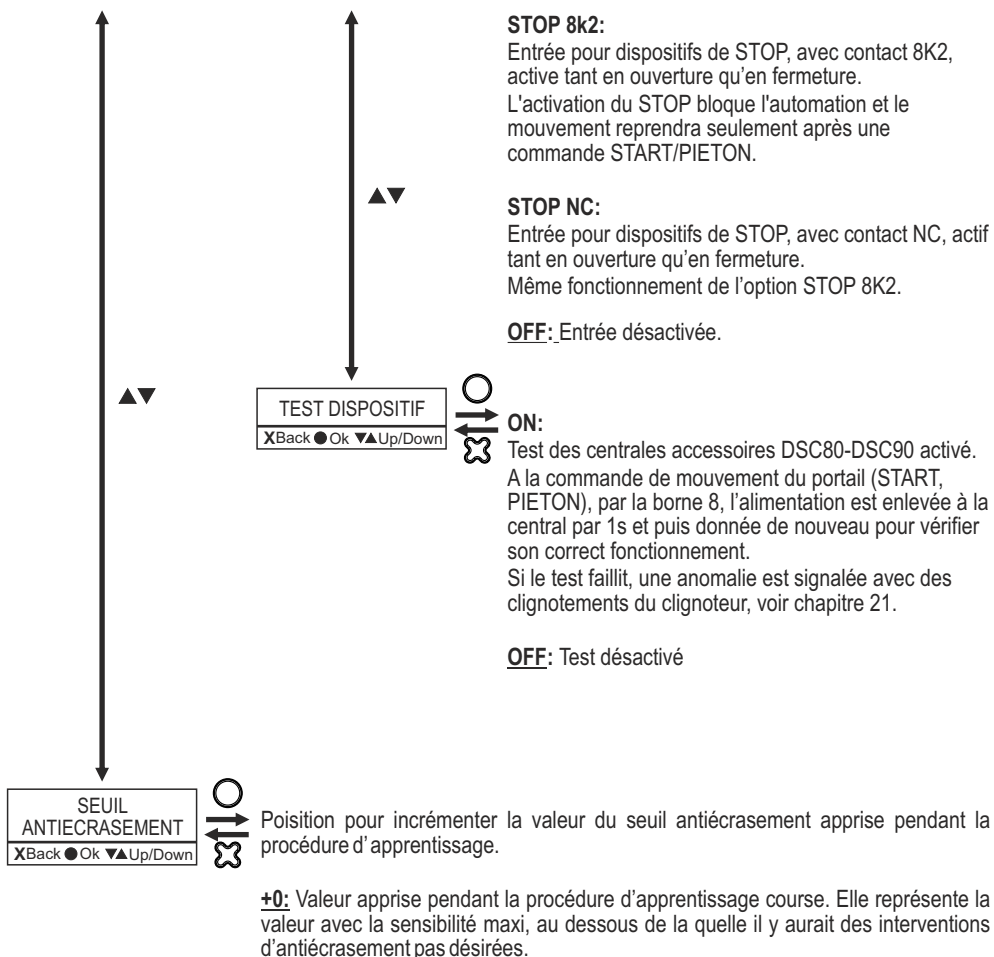 STOP 8k2:
Entrée pour dispositifs de STOP, avec contact 8K2,
active tant en ouverture qu'en fermeture.
L'activation du STOP bloque l'automation et le
mouvement reprendra seulement après une
commande START/PIETON.
▲▼
STOP NC:
Entrée pour dispositifs de STOP, avec contact NC, actif
tant en ouverture qu’en fermeture.
Même fonctionnement de l’option STOP 8K2.
OFF: Entrée désactivée.
▲▼
TEST DISPOSITIF
XBack ●Ok ▼▲Up/Down
ON:
Test des centrales accessoires DSC80-DSC90 activé.
A la commande de mouvement du portail (START,
PIETON), par la borne 8, l’alimentation est enlevée à la
central par 1s et puis donnée de nouveau pour vérifier
son correct fonctionnement.
Si le test faillit, une anomalie est signalée avec des
clignotements du clignoteur, voir chapitre 21.
OFF: Test désactivé
SEUIL
ANTIECRASEMENT
XBack ●Ok ▼▲Up/Down
Poisition pour incrémenter la valeur du seuil antiécrasement apprise pendant la
procédure d’apprentissage.
+0: Valeur apprise pendant la procédure d’apprentissage course. Elle représente la
valeur avec la sensibilité maxi, au dessous de la quelle il y aurait des interventions
d’antiécrasement pas désirées.